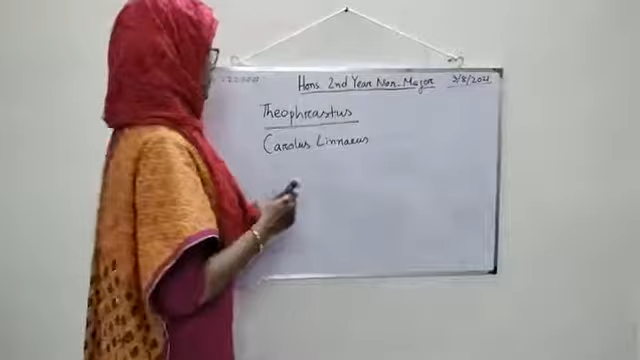 Hons 2nd Year Non-Major 3/8/2021
Theophrastus
Carolus Linnaeus